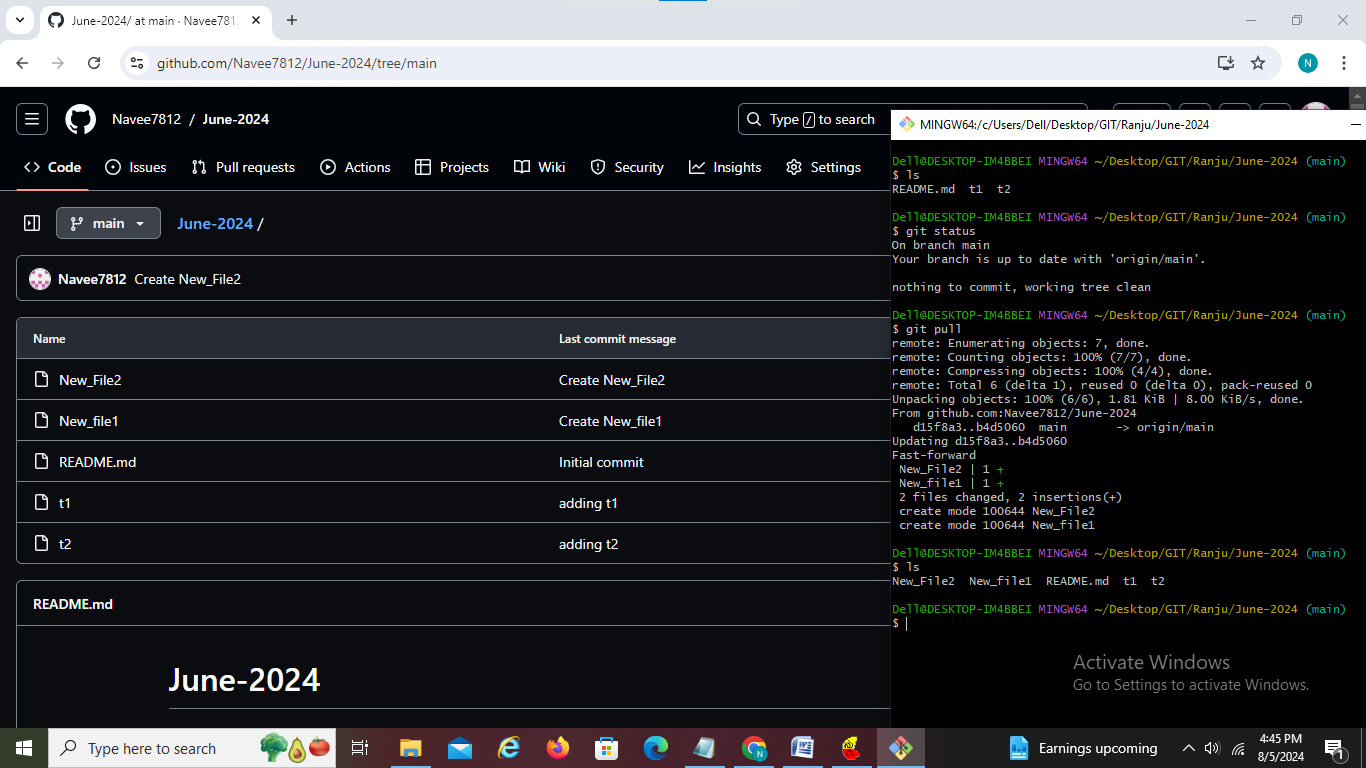 June-2024/ at main · Navee781
github.com/Navee7812/June-2024/tree/main
N
Navee7812 / June-2024
Type / to search
Code Issues Pull requests Actions Projects Wiki Security Insights Settings
main June-2024 /
Navee7812 Create New_File2
Name Last commit message
New_File2 Create New_File2
New_file1 Create New_file1
README.md Initial commit
t1 adding t1
t2 adding t2
README.md
June-2024
MINGW64:/c/Users/Dell/Desktop/GIT/Ranju/June-2024
Dell@DESKTOP-IM4BBEI MINGW64 ~/Desktop/GIT/Ranju/June-2024 (main)
$ ls
README.md  t1  t2
Dell@DESKTOP-IM4BBEI MINGW64 ~/Desktop/GIT/Ranju/June-2024 (main)
$ git status
On branch main
Your branch is up to date with 'origin/main'.
nothing to commit, working tree clean
Dell@DESKTOP-IM4BBEI MINGW64 ~/Desktop/GIT/Ranju/June-2024 (main)
$ git pull
remote: Enumerating objects: 7, done.
remote: Counting objects: 100% (7/7), done.
remote: Compressing objects: 100% (4/4), done.
remote: Total 6 (delta 1), reused 0 (delta 0), pack-reused 0
Unpacking objects: 100% (6/6), 1.81 KiB | 8.00 KiB/s, done.
From github.com:Navee7812/June-2024
   d15f8a3..b4d5060  main       -> origin/main
Updating d15f8a3..b4d5060
Fast-forward
 New_File2 | 1 +
 New_file1 | 1 +
 2 files changed, 2 insertions(+)
 create mode 100644 New_File2
 create mode 100644 New_file1
Dell@DESKTOP-IM4BBEI MINGW64 ~/Desktop/GIT/Ranju/June-2024 (main)
$ ls
New_File2  New_file1  README.md  t1  t2
Dell@DESKTOP-IM4BBEI MINGW64 ~/Desktop/GIT/Ranju/June-2024 (main)
$
Activate Windows
Go to Settings to activate Windows.
Type here to search
Earnings upcoming
4:45 PM
8/5/2024
1